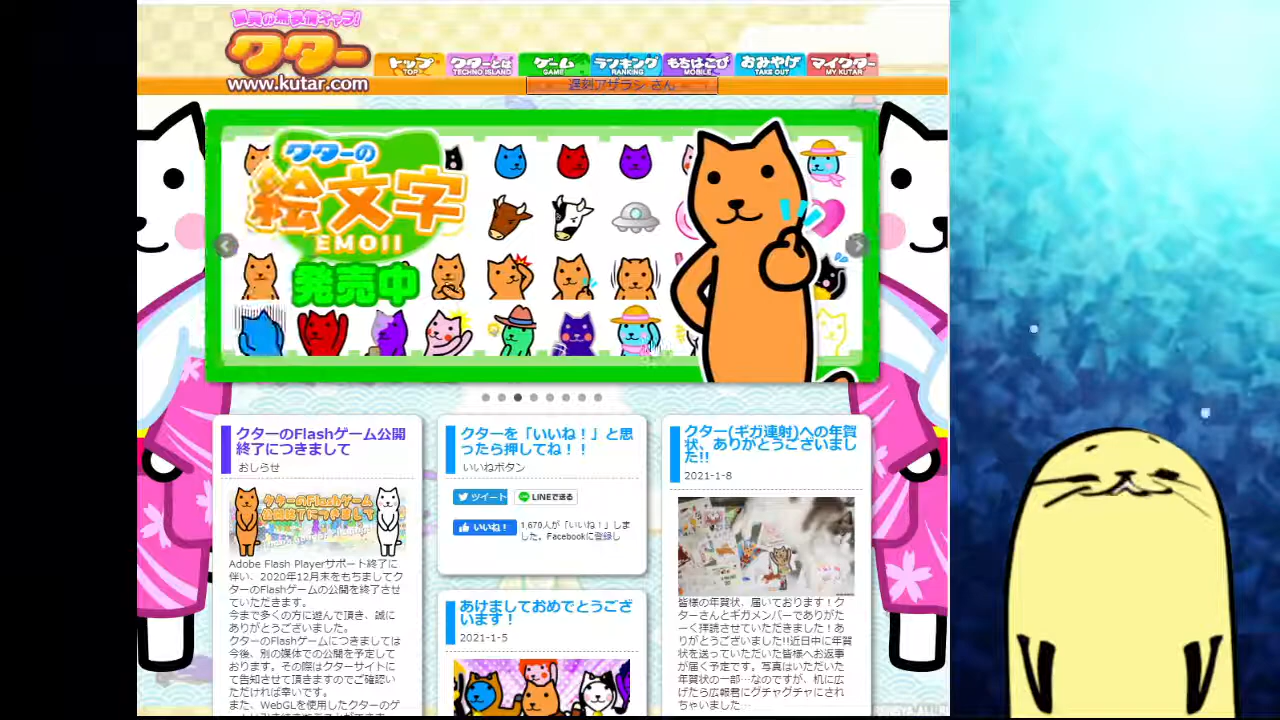 驚異の無表情キャラ!
クター
www.kutar.com
トップ
TOP
クターとは
TECHNO ISLAND
ゲーム
GAME
ランキング
RANKING
もちはこび
MOBILE
おみやげ
TAKE OUT
マイクター
MY KUTAR
遅刻アザラシ さん
クターの
絵文字
EMOJI
発売中
クターのFlashゲーム公開
終了につきまして
おしらせ
クターのFlashゲーム
公開終了につきまして
Adobe Flash Playerサポート終了に
伴い、2020年12月末をもちましてク
ターのFlashゲームの公開を終了させ
ていただきます。
今まで多くの方に遊んで頂き、誠に
ありがとうございました。
クターのFlashゲームにつきましては
今後、別の媒体での公開を予定して
おります。その際はクターサイトに
て告知させて頂きますのでご確認い
ただければ幸いです。
また、WebGLを使用したクターのゲ
クターを「いいね！」と思
ったら押してね！！
いいねボタン
ツイート
LINEで送る
いいね！
1,670人が「いいね！」しま
した。Facebookに登録し
あけましておめでとうござ
います！
2021-1-5
クター(ギガ連射)への年賀
状、ありがとうございまし
た!!
2021-1-8
皆様の年賀状、届いております！ク
ターさんとギガメンバーでありがた
ーく拝読させていただきました！あ
りがとうございました!!近日中に年賀
状を送っていただいた皆様へお返事
が届く予定です。写真はいただいた
年賀状の一部…なのですが、机に広
げたら広報君にグチャグチャにされ
ちゃいました…